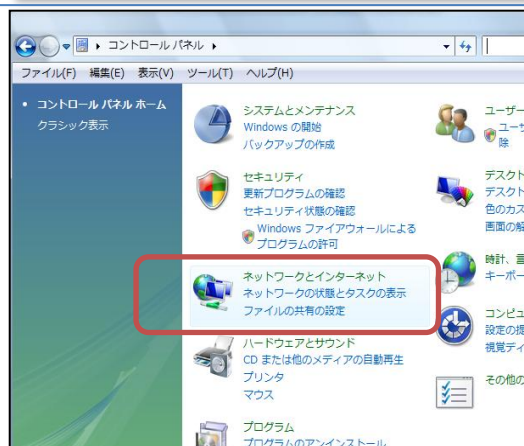 コントロール パネル
ファイル(F) 編集(E) 表示(V) ツール(T) ヘルプ(H)
コントロール パネル ホーム
クラシック表示
システムとメンテナンス
Windows の開始
バックアップの作成
セキュリティ
更新プログラムの確認
セキュリティ状態の確認
Windows ファイアウォールによる
プログラムの許可
ネットワークとインターネット
ネットワークの状態とタスクの表示
ファイルの共有の設定
ハードウェアとサウンド
CD または他のメディアの自動再生
プリンタ
マウス
プログラム
プログラムのアンインストール
ユーザー
ユーザ
除
デスクト
デスクト
色のカス
画面の解
時計、言
キーボー
コンピュ
設定の提
視覚ディ
その他の